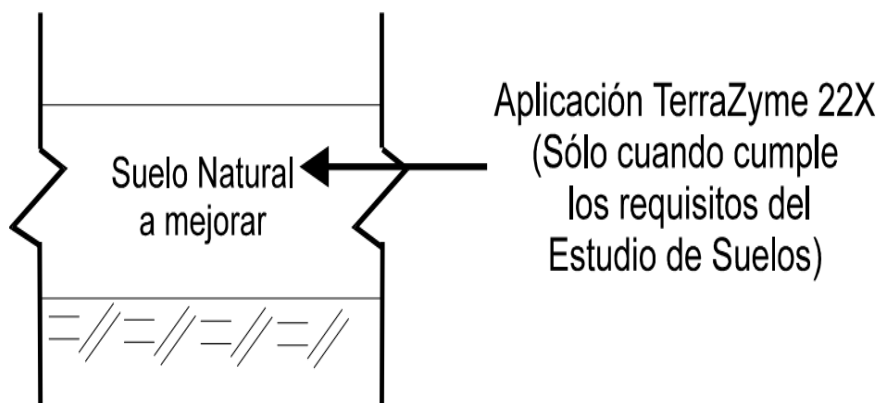 Suelo Natural
a mejorar
Aplicación TerraZyme 22X
(Sólo cuando cumple
los requisitos del
Estudio de Suelos)